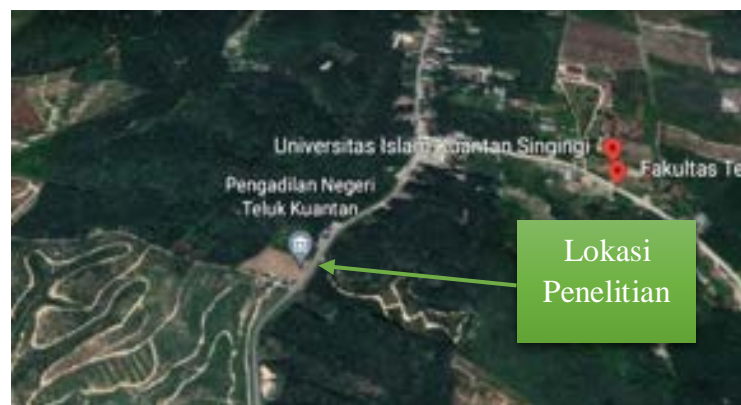 Universitas Islam Kuantan Singingi
Fakultas Te
Pengadilan Negeri
Teluk Kuantan
Lokasi
Penelitian